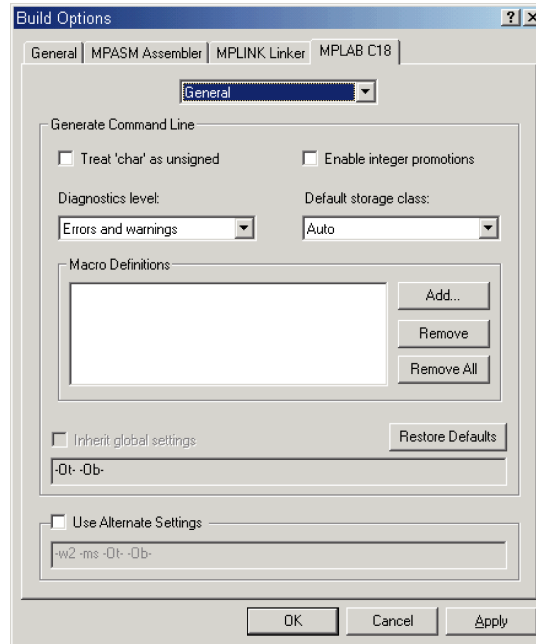 Build Options
General MPASM Assembler MPLINK Linker MPLAB C18
General
Generate Command Line
Treat 'char' as unsigned
Enable integer promotions
Diagnostics level:
Default storage class:
Errors and warnings
Auto
Macro Definitions
Add...
Remove
Remove All
Inherit global settings
Restore Defaults
-Ot- -Ob-
Use Alternate Settings
-w2 -ms -Ot- -Ob-
OK Cancel Apply